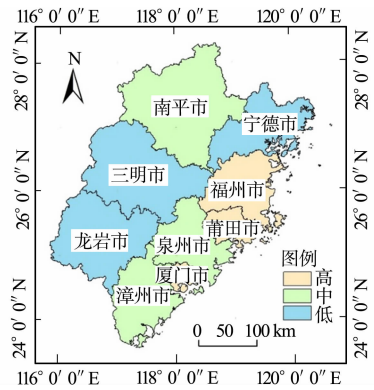 116° 0′ 0″ E 118° 0′ 0″ E 120° 0′ 0″ E
N
28° 0′ 0″ N
28° 0′ 0″ N
南平市
宁德市
三明市
福州市
26° 0′ 0″ N
26° 0′ 0″ N
龙岩市
莆田市
泉州市
厦门市
漳州市
图例
高
中
低
0 50 100 km
24° 0′ 0″ N
24° 0′ 0″ N
116° 0′ 0″ E 118° 0′ 0″ E 120° 0′ 0″ E